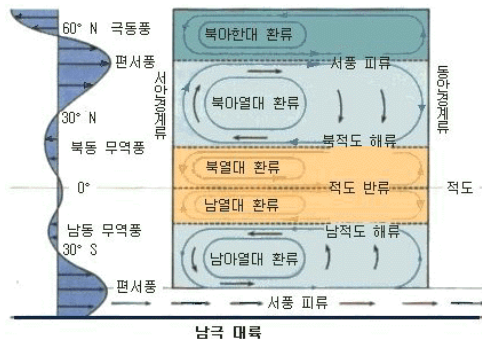 60° N 극동풍
북아한대 환류
편서풍
서풍 피류
서안경계류
동안경계류
북아열대 환류
30° N
북적도 해류
북동 무역풍
북열대 환류
0°
적도 반류
적도
남열대 환류
남동 무역풍
남적도 해류
30° S
남아열대 환류
편서풍
서풍 피류
남극 대륙